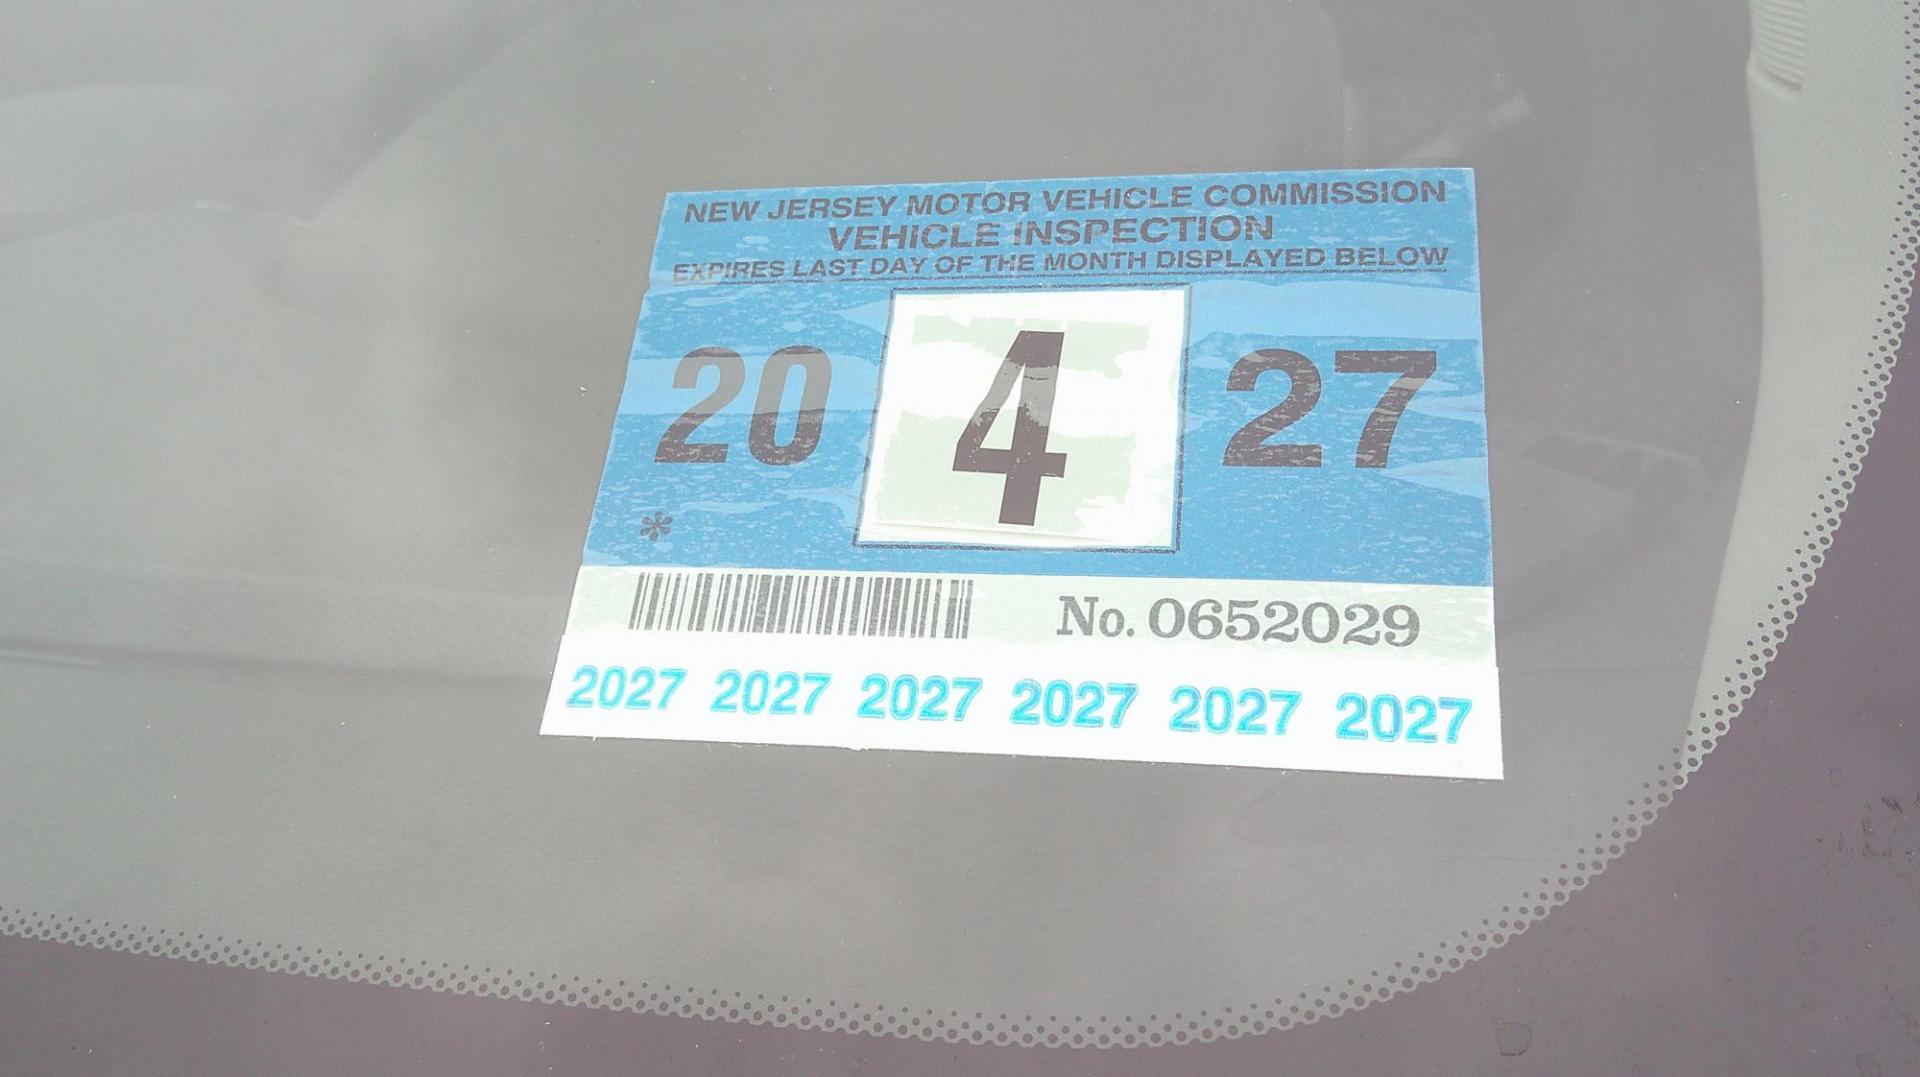 NEW JERSEY MOTOR VEHICLE COMMISSION
VEHICLE INSPECTION
EXPIRES LAST DAY OF THE MONTH DISPLAYED BELOW
20 4 27
*
No. 0652029
2027 2027 2027 2027 2027 2027